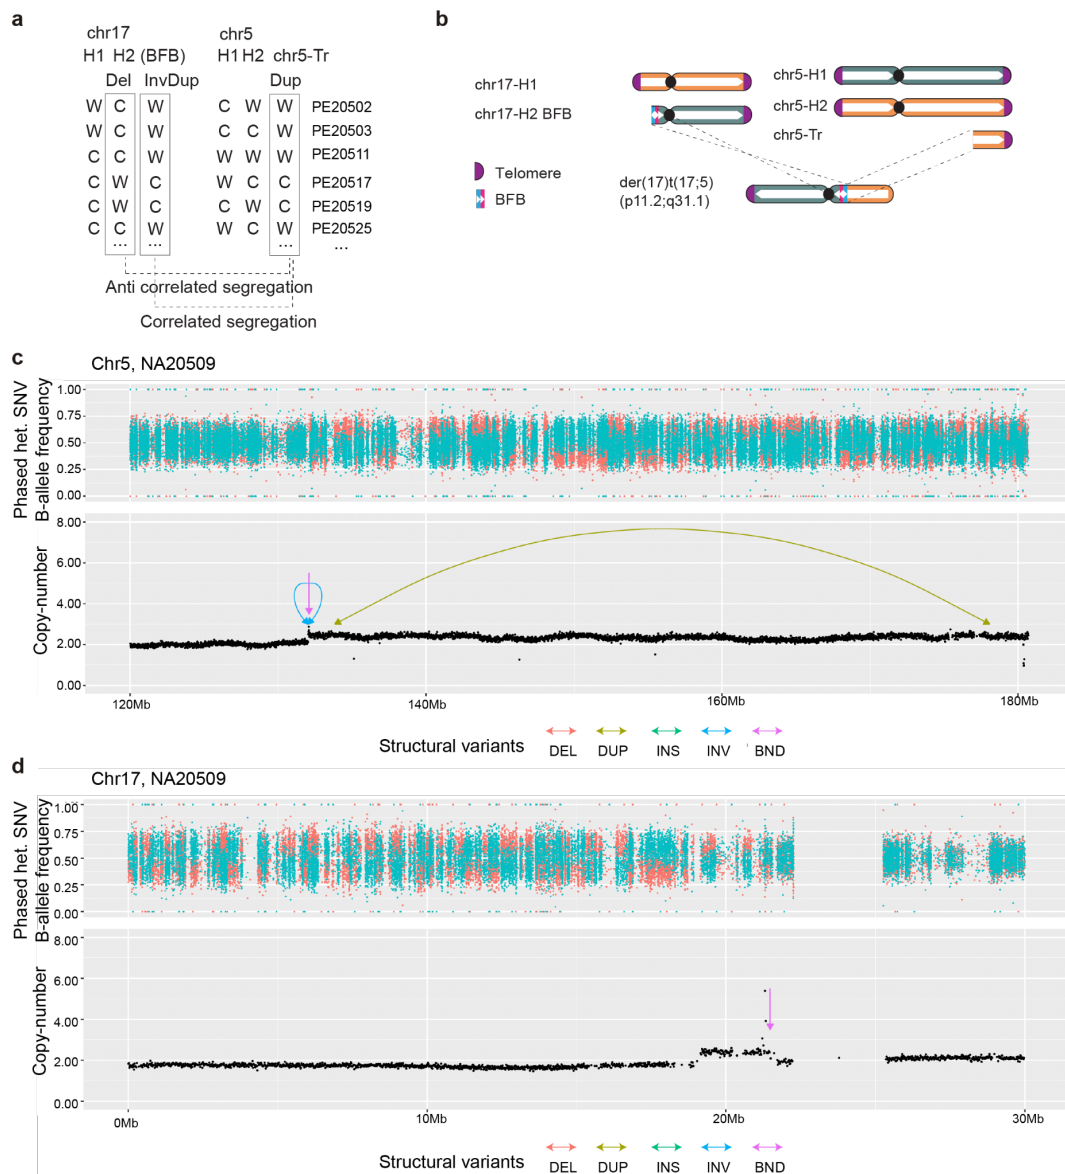 a
chr17 chr5
H1 H2 (BFB) H1 H2 chr5-Tr
Del InvDup Dup
W C W C W W PE20502
W C W C C W PE20503
C C W W W W PE20511
C W C W C C PE20517
C W C W C C PE20519
C C W W C W PE20525
... ... ... ...
Anti correlated segregation
Correlated segregation
b
chr17-H1
chr17-H2 BFB
chr5-H1
chr5-H2
chr5-Tr
Telomere
BFB
der(17)t(17;5)
(p11.2;q31.1)
c
Chr5, NA20509
Phased het. SNV
B-allele frequency
1.00
0.75
0.50
0.25
0.00
Copy-number
8.00
6.00
4.00
2.00
0.00
120Mb 140Mb 160Mb 180Mb
Structural variants DEL DUP INS INV BND
d
Chr17, NA20509
Phased het. SNV
B-allele frequency
1.00
0.75
0.50
0.25
0.00
Copy-number
8.00
6.00
4.00
2.00
0.00
0Mb 10Mb 20Mb 30Mb
Structural variants DEL DUP INS INV BND